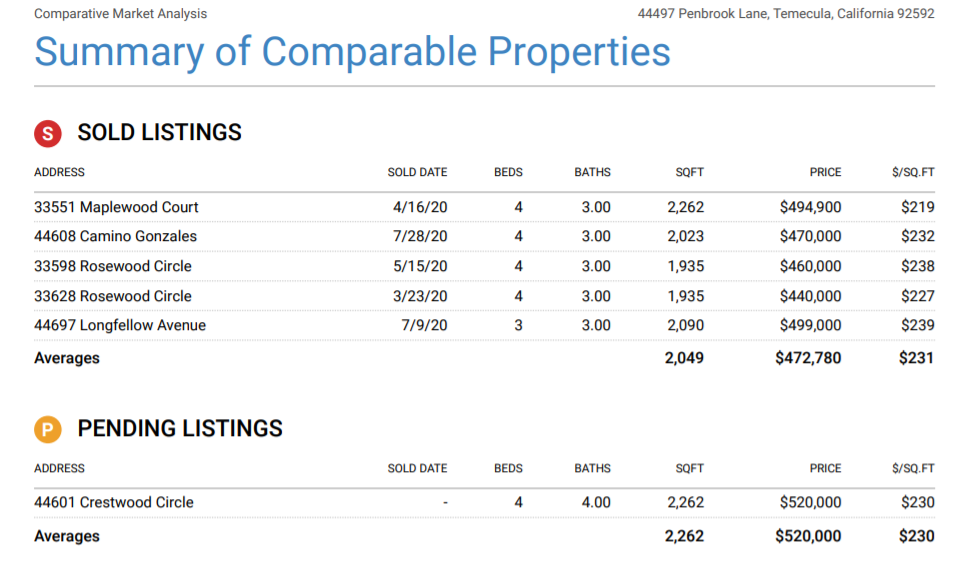 Comparative Market Analysis 44497 Penbrook Lane, Temecula, California 92592
Summary of Comparable Properties
S SOLD LISTINGS
ADDRESS SOLD DATE BEDS BATHS SQFT PRICE $/SQ.FT
33551 Maplewood Court 4/16/20 4 3.00 2,262 $494,900 $219
44608 Camino Gonzales 7/28/20 4 3.00 2,023 $470,000 $232
33598 Rosewood Circle 5/15/20 4 3.00 1,935 $460,000 $238
33628 Rosewood Circle 3/23/20 4 3.00 1,935 $440,000 $227
44697 Longfellow Avenue 7/9/20 3 3.00 2,090 $499,000 $239
Averages 2,049 $472,780 $231
P PENDING LISTINGS
ADDRESS SOLD DATE BEDS BATHS SQFT PRICE $/SQ.FT
44601 Crestwood Circle - 4 4.00 2,262 $520,000 $230
Averages 2,262 $520,000 $230